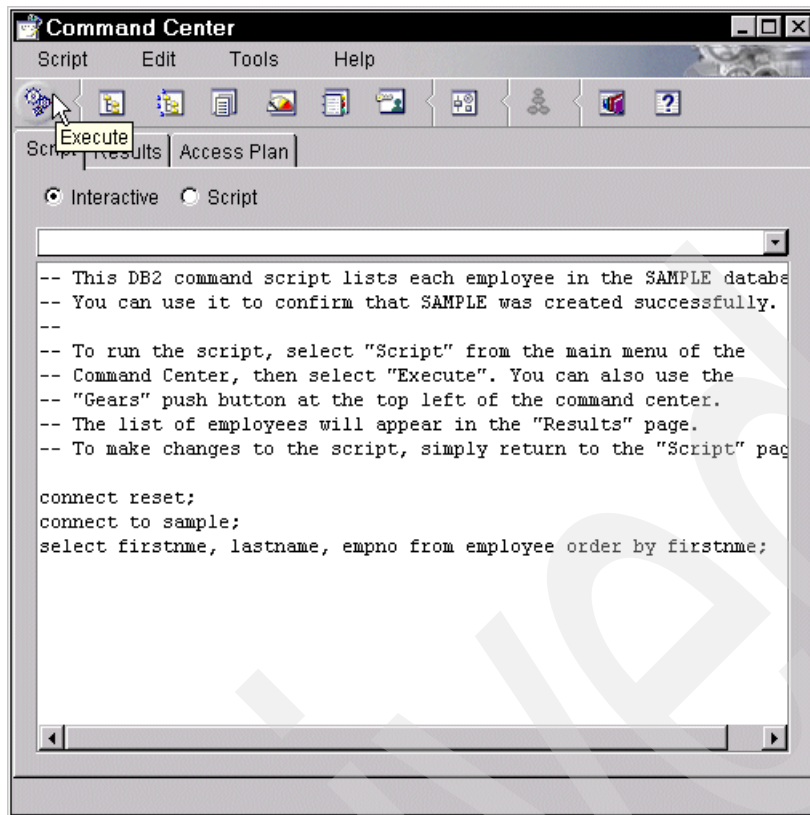 Command Center
Script Edit Tools Help
Execute
Script Results Access Plan
Interactive Script
-- This DB2 command script lists each employee in the SAMPLE databa
-- You can use it to confirm that SAMPLE was created successfully.
--
-- To run the script, select "Script" from the main menu of the
-- Command Center, then select "Execute". You can also use the
-- "Gears" push button at the top left of the command center.
-- The list of employees will appear in the "Results" page.
-- To make changes to the script, simply return to the "Script" pag
connect reset;
connect to sample;
select firstnme, lastname, empno from employee order by firstnme;